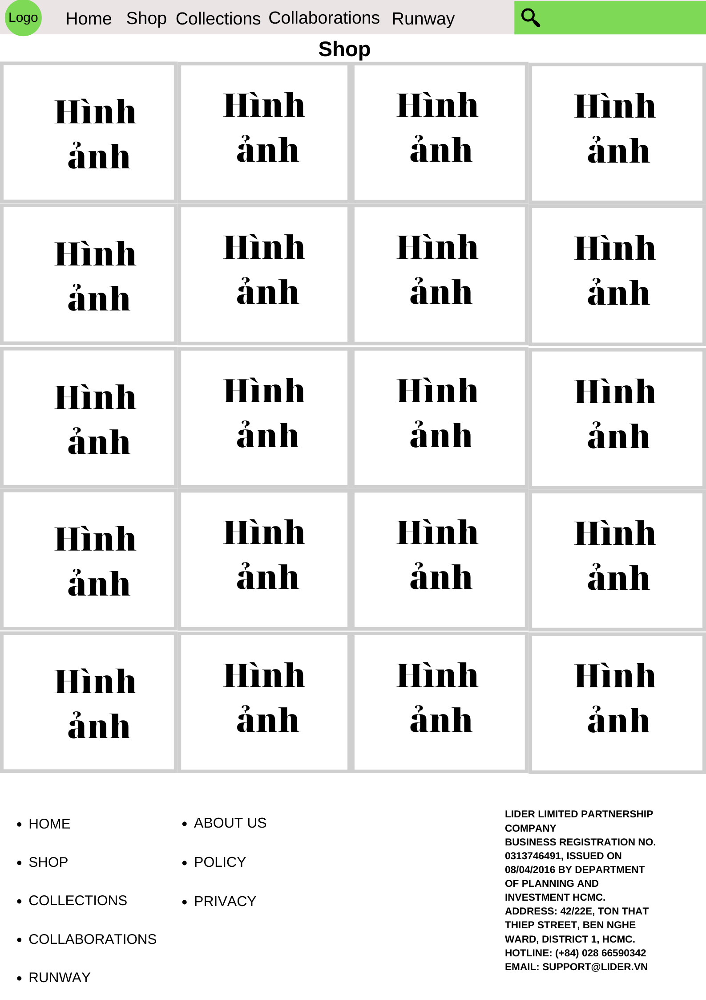 Logo Home Shop Collections Collaborations Runway
Shop
Hình Hình Hình Hình
ảnh ảnh ảnh ảnh
Hình Hình Hình Hình
ảnh ảnh ảnh ảnh
Hình Hình Hình Hình
ảnh ảnh ảnh ảnh
Hình Hình Hình Hình
ảnh ảnh ảnh ảnh
Hình Hình Hình Hình
ảnh ảnh ảnh ảnh
• HOME
• SHOP
• COLLECTIONS
• COLLABORATIONS
• RUNWAY
• ABOUT US
• POLICY
• PRIVACY
LIDER LIMITED PARTNERSHIP
COMPANY
BUSINESS REGISTRATION NO.
0313746491, ISSUED ON
08/04/2016 BY DEPARTMENT
OF PLANNING AND
INVESTMENT HCMC.
ADDRESS: 42/22E, TON THAT
THIEP STREET, BEN NGHE
WARD, DISTRICT 1, HCMC.
HOTLINE: (+84) 028 66590342
EMAIL: SUPPORT@LIDER.VN